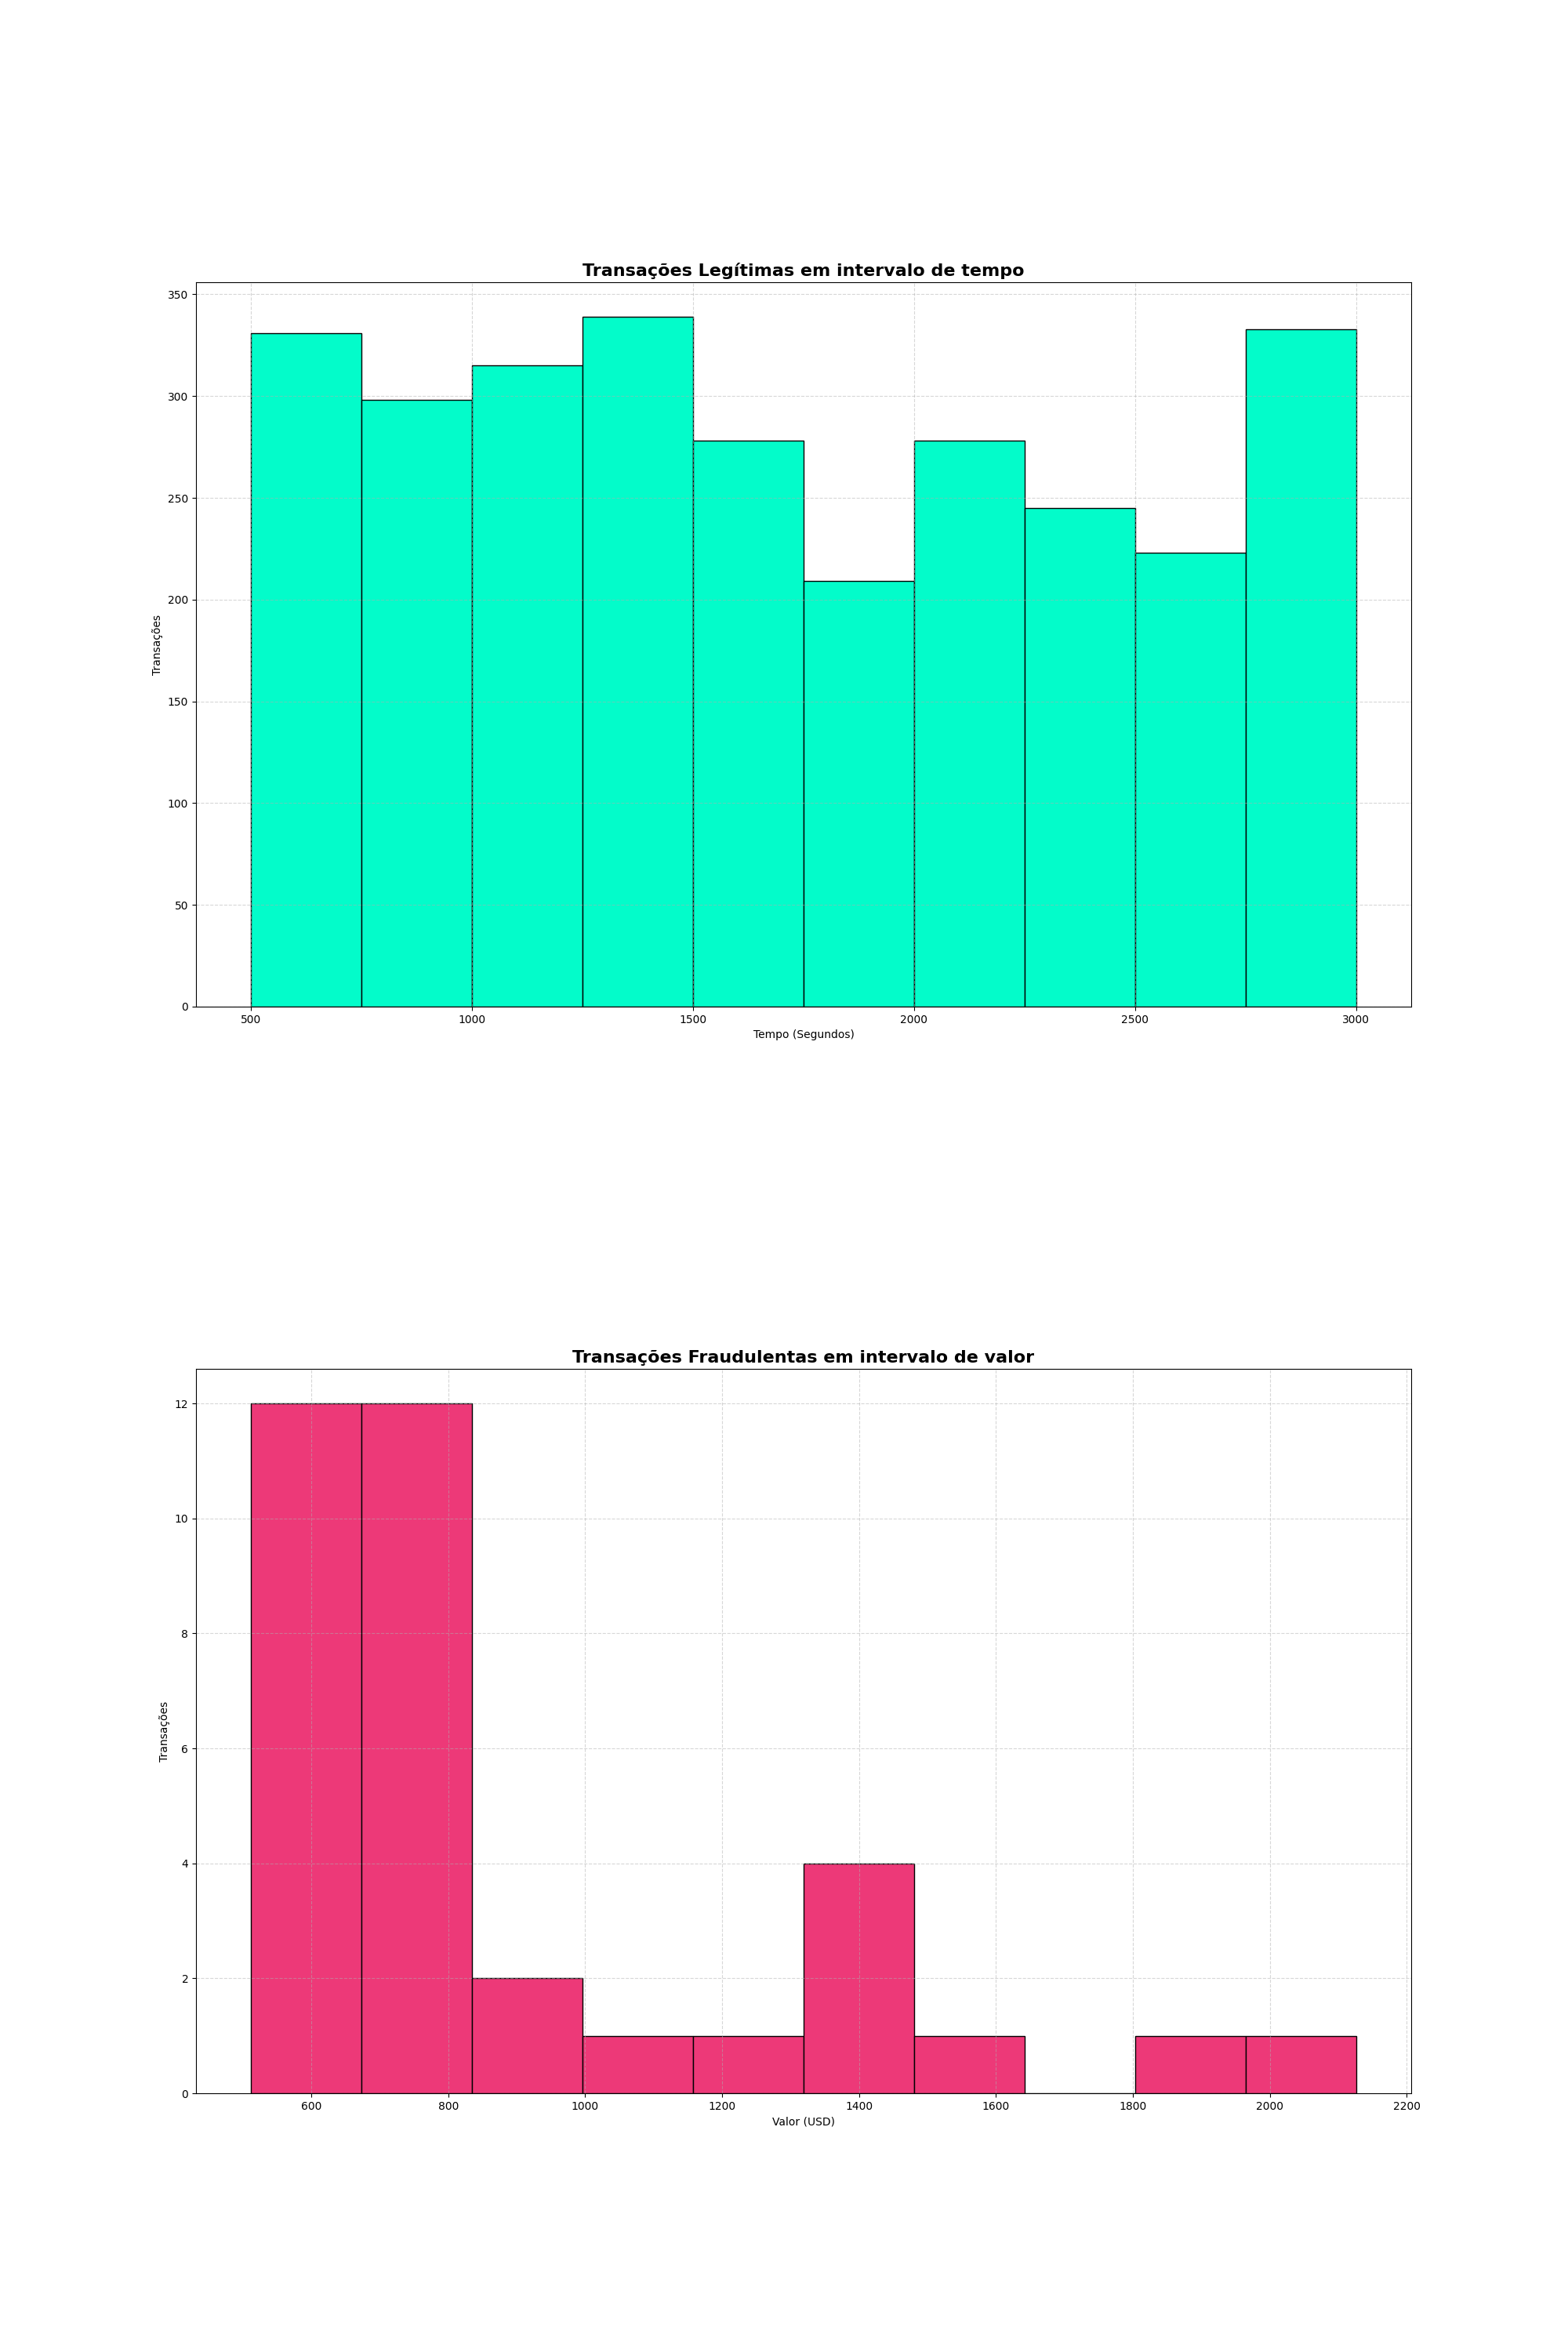 Transações Legítimas em intervalo de tempo
350
300
250
200
150
100
50
0
Transações
500 1000 1500 2000 2500 3000
Tempo (Segundos)
Transações Fraudulentas em intervalo de valor
12
10
8
6
4
2
0
Transações
600 800 1000 1200 1400 1600 1800 2000 2200
Valor (USD)